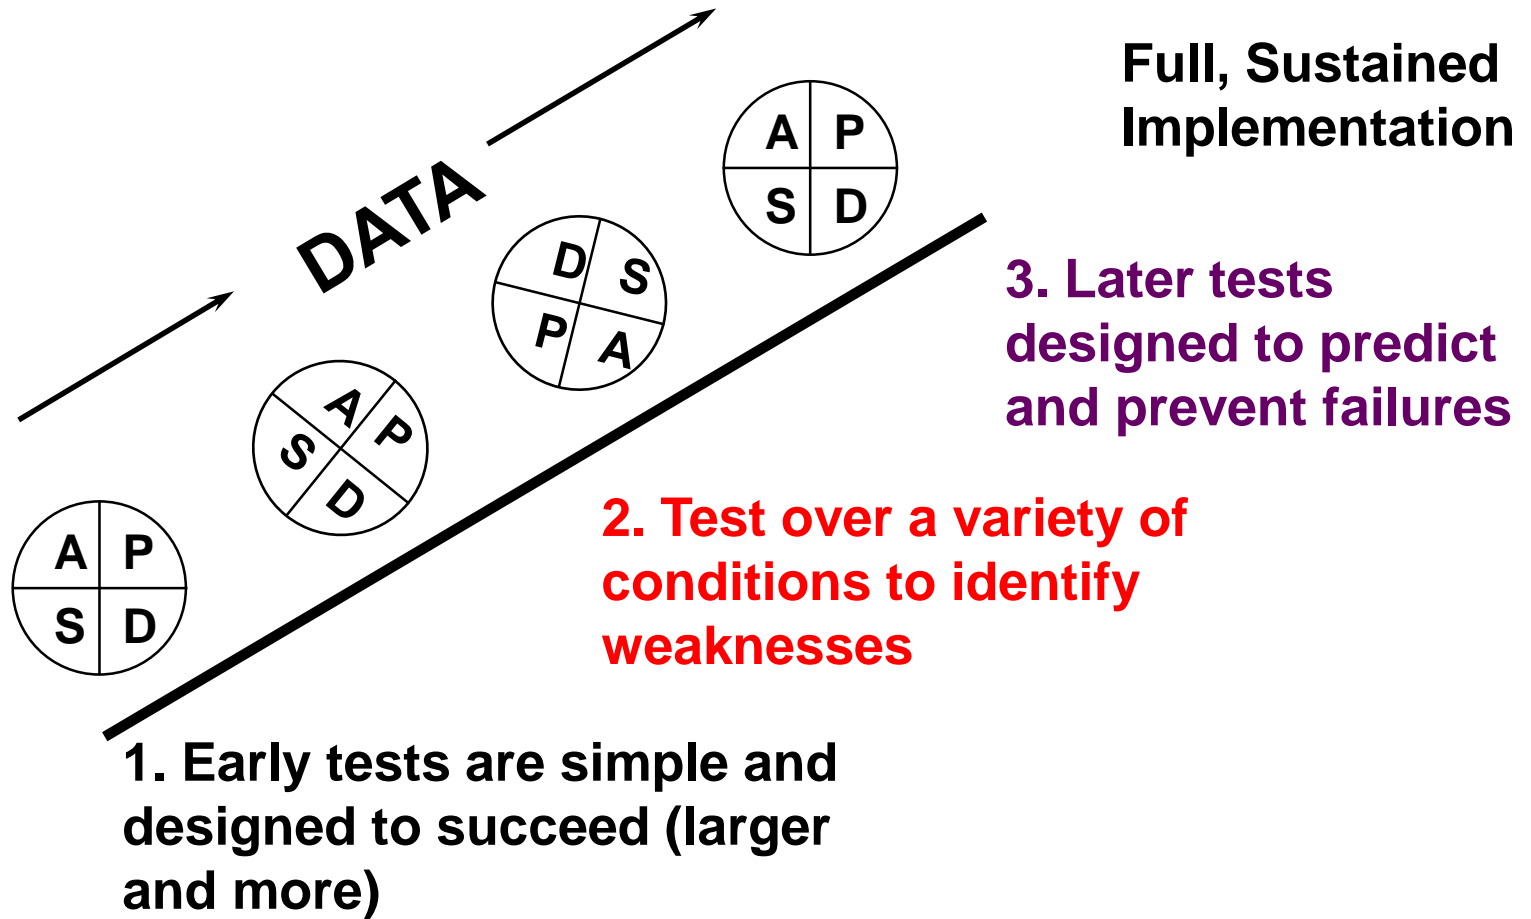 Full, Sustained
Implementation
A P
S D
DATA
D S
P A
3. Later tests
designed to predict
and prevent failures
A P
S D
2. Test over a variety of
conditions to identify
weaknesses
A P
S D
1. Early tests are simple and
designed to succeed (larger
and more)